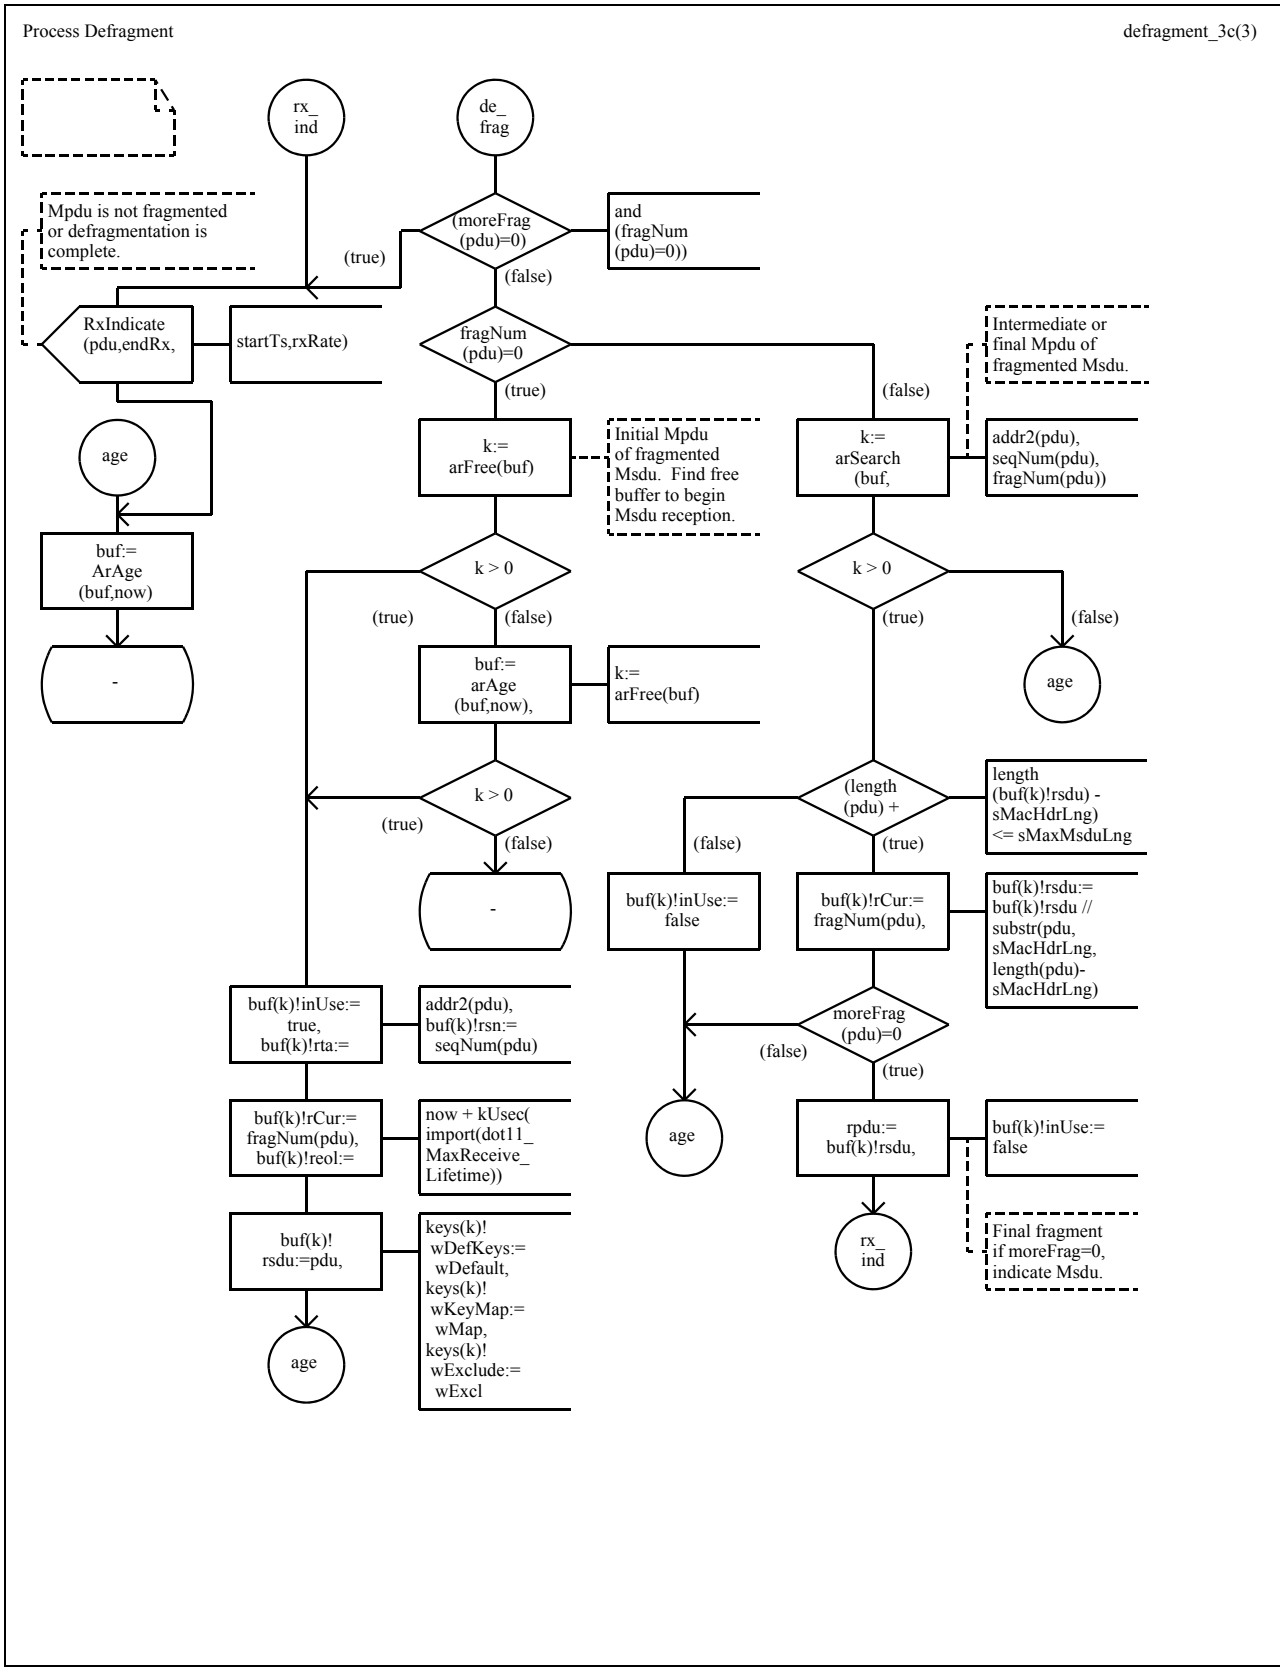 Process Defragment
defragment_3c(3)
rx_
ind
de_
frag
Mpdu is not fragmented
or defragmentation is
complete.
(moreFrag
(pdu)=0)
and
(fragNum
(pdu)=0))
(true)
(false)
RxIndicate
(pdu,endRx,
startTs,rxRate)
fragNum
(pdu)=0
Intermediate or
final Mpdu of
fragmented Msdu.
(true)
(false)
age
k:=
arFree(buf)
Initial Mpdu
of fragmented
Msdu. Find free
buffer to begin
Msdu reception.
k:=
arSearch
(buf,
addr2(pdu),
seqNum(pdu),
fragNum(pdu))
buf:=
ArAge
(buf,now)
k > 0
k > 0
(true)
(false)
(true)
(false)
-
buf:=
arAge
(buf,now),
k:=
arFree(buf)
age
k > 0
(true)
(false)
(length
(pdu) +
length
(buf(k)!rsdu) -
sMacHdrLng)
<= sMaxMsduLng
(false)
(true)
-
buf(k)!inUse:=
false
buf(k)!rCur:=
fragNum(pdu),
buf(k)!rsdu:=
buf(k)!rsdu //
substr(pdu,
sMacHdrLng,
length(pdu)-
sMacHdrLng)
buf(k)!inUse:=
true,
buf(k)!rta:=
addr2(pdu),
buf(k)!rsn:=
seqNum(pdu)
moreFrag
(pdu)=0
(false)
(true)
buf(k)!rCur:=
fragNum(pdu),
buf(k)!reol:=
now + kUsec(
import(dot11_
MaxReceive_
Lifetime))
age
rpdu:=
buf(k)!rsdu,
buf(k)!inUse:=
false
buf(k)!
rsdu:=pdu,
keys(k)!
wDefKeys:=
wDefault,
keys(k)!
wKeyMap:=
wMap,
keys(k)!
wExclude:=
wExcl
rx_
ind
Final fragment
if moreFrag=0,
indicate Msdu.
age